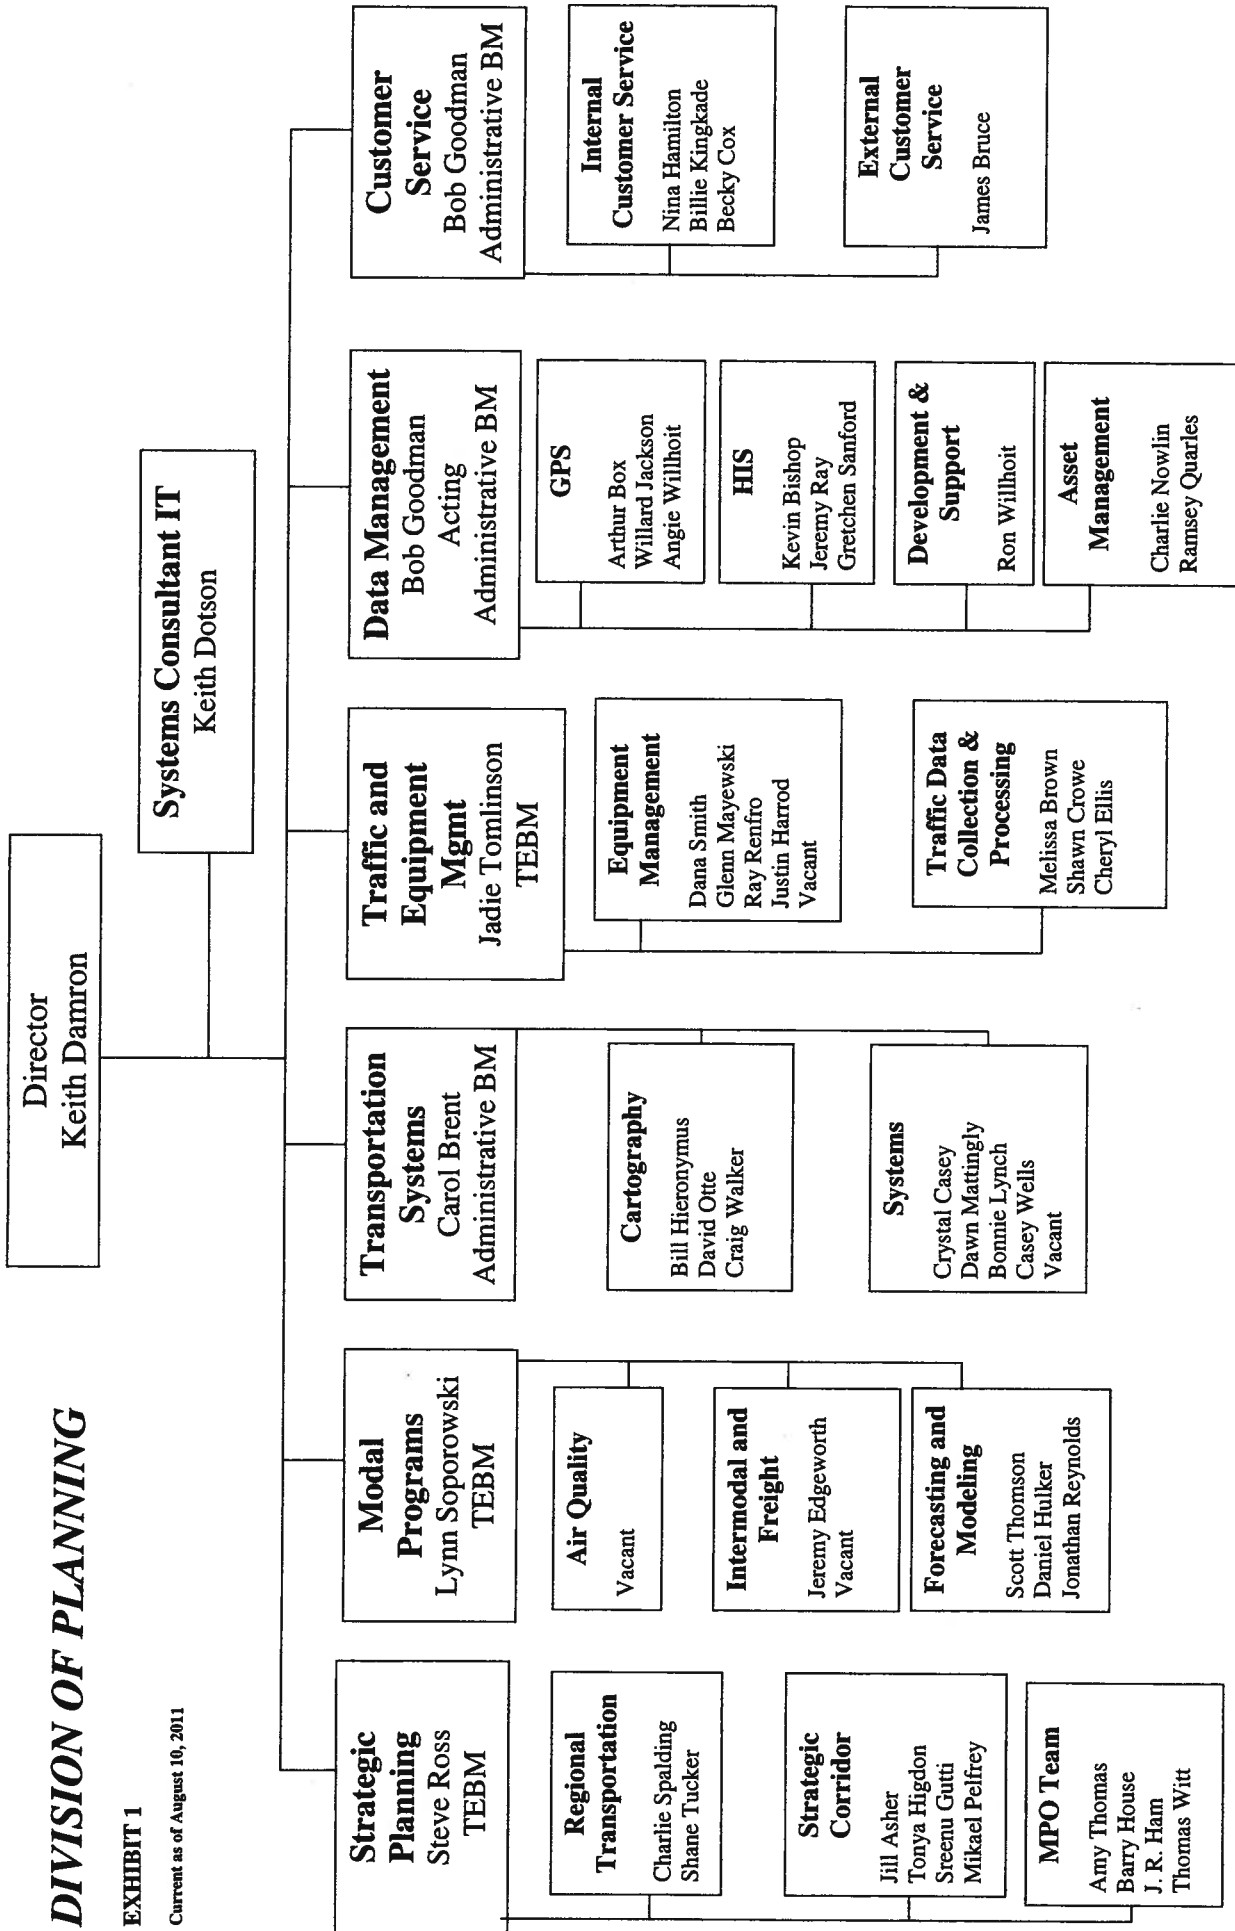 DIVISION OF PLANNING
EXHIBIT 1
Current as of August 10, 2011
Director
Keith Damron
Systems Consultant IT
Keith Dotson
Strategic
Planning
Steve Ross
TEBM
Regional
Transportation
Charlie Spalding
Shane Tucker
Strategic
Corridor
Jill Asher
Tonya Higdon
Sreenu Gutti
Mikael Pelfrey
MPO Team
Amy Thomas
Barry House
J. R. Ham
Thomas Witt
Modal
Programs
Lynn Soporowski
TEBM
Air Quality
Vacant
Intermodal and
Freight
Jeremy Edgeworth
Vacant
Forecasting and
Modeling
Scott Thomson
Daniel Hulker
Jonathan Reynolds
Transportation
Systems
Carol Brent
Administrative BM
Cartography
Bill Hieronymus
David Otte
Craig Walker
Systems
Crystal Casey
Dawn Mattingly
Bonnie Lynch
Casey Wells
Vacant
Traffic and
Equipment
Mgmt
Jadie Tomlinson
TEBM
Equipment
Management
Dana Smith
Glenn Mayewski
Ray Renfro
Justin Harrod
Vacant
Traffic Data
Collection &
Processing
Melissa Brown
Shawn Crowe
Cheryl Ellis
Data Management
Bob Goodman
Acting
Administrative BM
GPS
Arthur Box
Willard Jackson
Angie Willhoit
HIS
Kevin Bishop
Jeremy Ray
Gretchen Sanford
Development &
Support
Ron Willhoit
Asset
Management
Charlie Nowlin
Ramsey Quarles
Customer
Service
Bob Goodman
Administrative BM
Internal
Customer Service
Nina Hamilton
Billie Kingkade
Becky Cox
External
Customer
Service
James Bruce